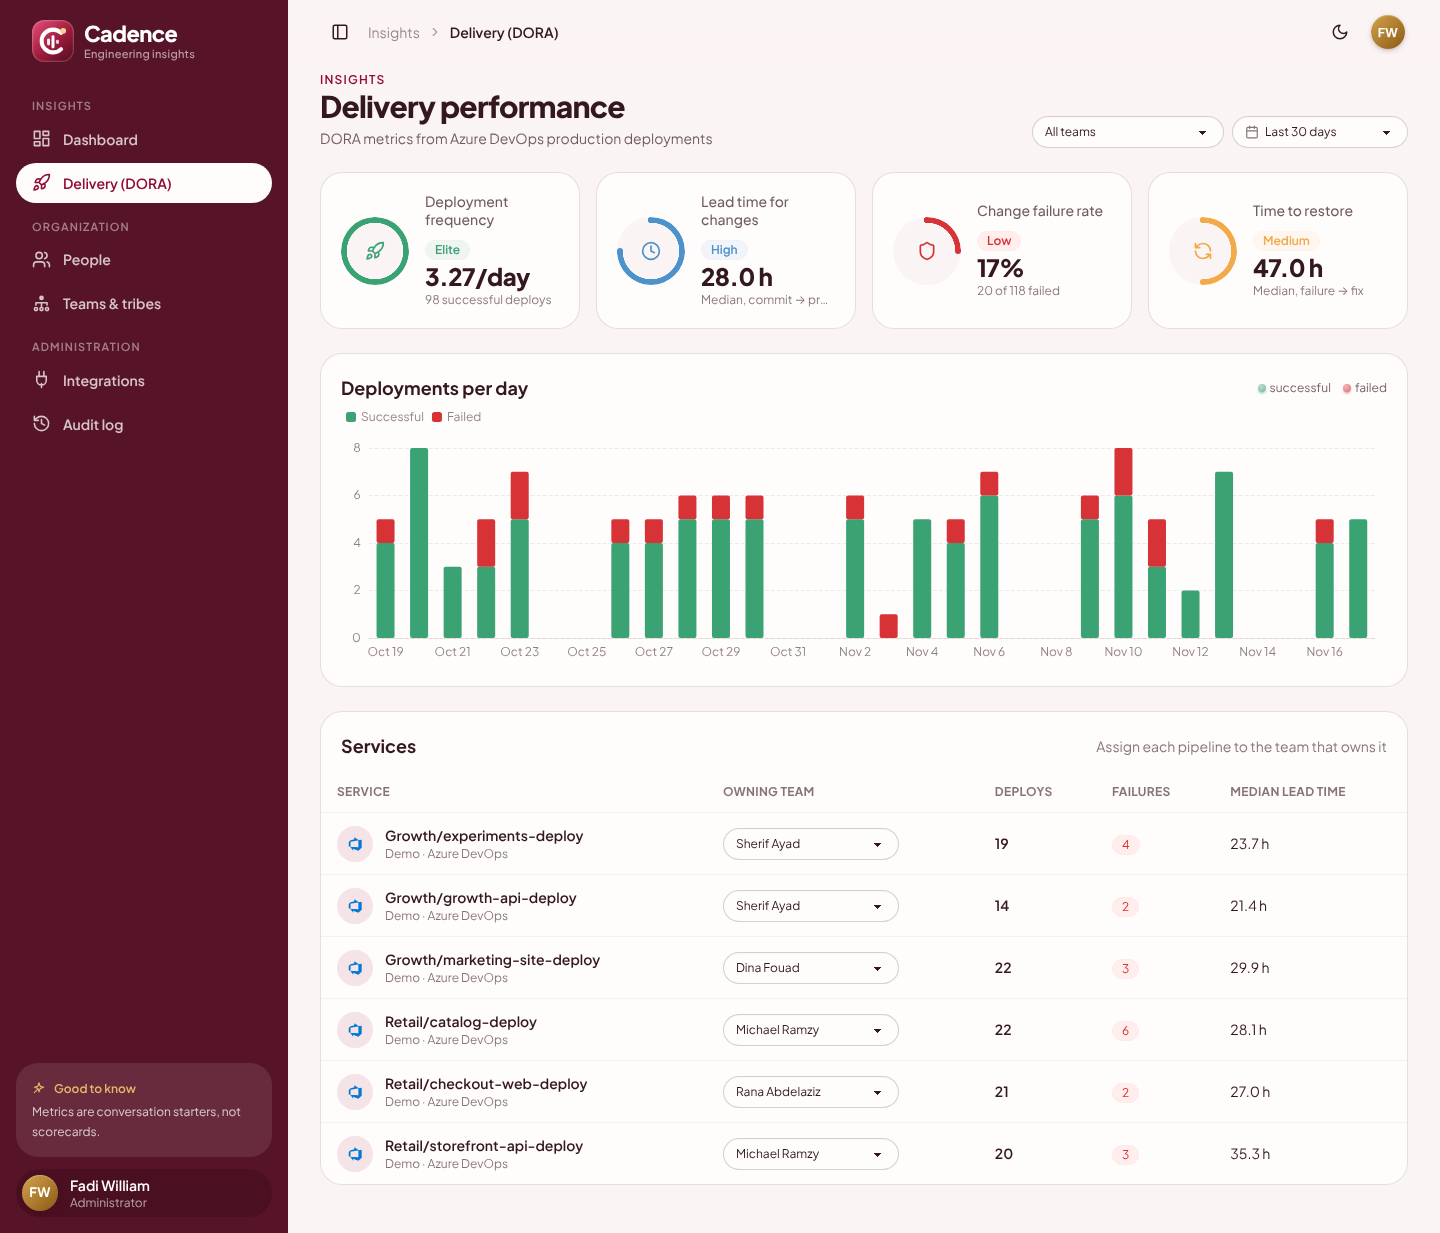 Cadence
Engineering insights
INSIGHTS
Dashboard
Delivery (DORA)
ORGANIZATION
People
Teams & tribes
ADMINISTRATION
Integrations
Audit log
Good to know
Metrics are conversation starters, not
scorecards.
FW
Fadi William
Administrator
Insights > Delivery (DORA)
FW
INSIGHTS
Delivery performance
DORA metrics from Azure DevOps production deployments
All teams
Last 30 days
Deployment
frequency
Elite
3.27/day
98 successful deploys
Lead time for
changes
High
28.0 h
Median, commit → pr…
Change failure rate
Low
17%
20 of 118 failed
Time to restore
Medium
47.0 h
Median, failure → fix
Deployments per day
successful failed
Successful Failed
8
6
4
2
0
Oct 19 Oct 21 Oct 23 Oct 25 Oct 27 Oct 29 Oct 31 Nov 2 Nov 4 Nov 6 Nov 8 Nov 10 Nov 12 Nov 14 Nov 16
Services
Assign each pipeline to the team that owns it
SERVICE OWNING TEAM DEPLOYS FAILURES MEDIAN LEAD TIME
Growth/experiments-deploy
Demo · Azure DevOps
Sherif Ayad 19 4 23.7 h
Growth/growth-api-deploy
Demo · Azure DevOps
Sherif Ayad 14 2 21.4 h
Growth/marketing-site-deploy
Demo · Azure DevOps
Dina Fouad 22 3 29.9 h
Retail/catalog-deploy
Demo · Azure DevOps
Michael Ramzy 22 6 28.1 h
Retail/checkout-web-deploy
Demo · Azure DevOps
Rana Abdelaziz 21 2 27.0 h
Retail/storefront-api-deploy
Demo · Azure DevOps
Michael Ramzy 20 3 35.3 h